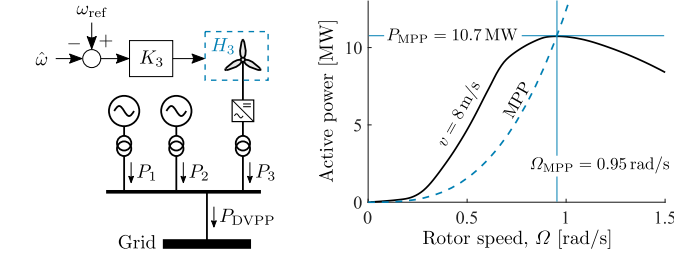 ω_ref
ω̂
−
+
K_3
H_3
P_1
P_2
P_3
P_DVPP
Grid
Active power [MW]
10
5
0
P_MPP = 10.7 MW
v = 8 m/s
MPP
Ω_MPP = 0.95 rad/s
0
0.5
1
1.5
Rotor speed, Ω [rad/s]